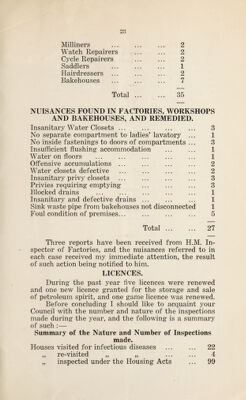 23
Milliners ... ... ... 2
Watch Repairers ... ... 2
Cycle Repairers ... ... 2
Saddlers ... ... ... 1
Hairdressers ... ... ... 2
Bakehouses ... ... ... 7
Total ... ... 35
NUISANCES FOUND IN FACTORIES, WORKSHOPS
AND BAKEHOUSES, AND REMEDIED.
Insanitary Water Closets ... ... ... ... 3
No separate compartment to ladies' lavatory ... 1
No inside fastenings to doors of compartments ... 3
Insufficient flushing accommodation ... ... 1
Water on floors ... ... ... ... 1
Offensive accumulations ... ... ... ... 2
Water closets defective ... ... ... ... 2
Insanitary privy closets ... ... ... ... 3
Privies requiring emptying ... ... ... 3
Blocked drains ... ... ... ... 1
Insanitary and defective drains ... ... ... 1
Sink waste pipe from bakehouses not disconnected 1
Foul condition of premises... ... ... ... 5
Total ... ... 27
Three reports have been received from H.M. In-
spector of Factories, and the nuisances referred to in
each case received my immediate attention, the result
of such action being notified to him.
LICENCES.
During the past year five licences were renewed
and one new licence granted for the storage and sale
of petroleum spirit, and one game licence was renewed.
Before concluding I should like to acquaint your
Council with the number and nature of the inspections
made during the year, and the following is a summary
of such :—
Summary of the Nature and Number of Inspections
made.
Houses visited for infectious diseases ... ... 22
„ re-visited „ „ ... ... 4
„ inspected under the Housing Acts ... 99